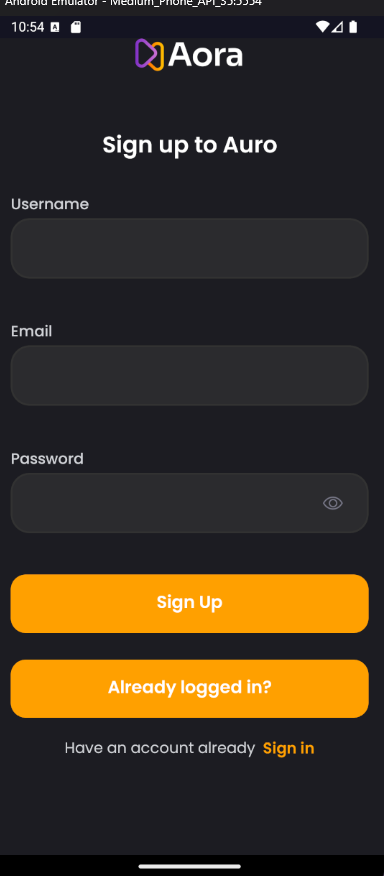 Android Emulator - Medium_Phone_API_35:5554
10:54 A
Aora
Sign up to Auro
Username
Email
Password
Sign Up
Already logged in?
Have an account already Sign in